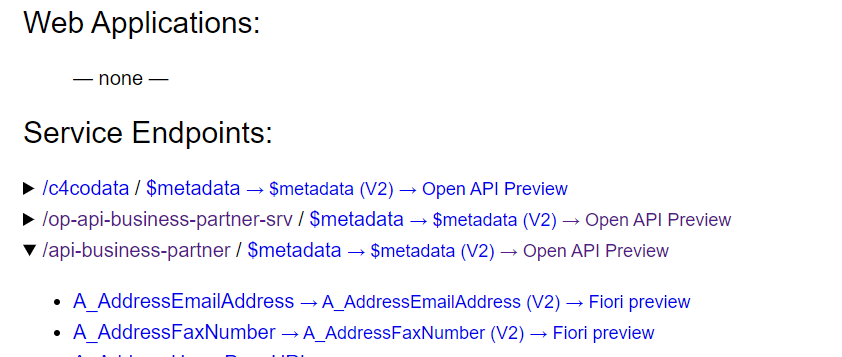 Web Applications:
— none —
Service Endpoints:
/c4codata / $metadata → $metadata (V2) → Open API Preview
/op-api-business-partner-srv / $metadata → $metadata (V2) → Open API Preview
/api-business-partner / $metadata → $metadata (V2) → Open API Preview
A_AddressEmailAddress → A_AddressEmailAddress (V2) → Fiori preview
A_AddressFaxNumber → A_AddressFaxNumber (V2) → Fiori preview